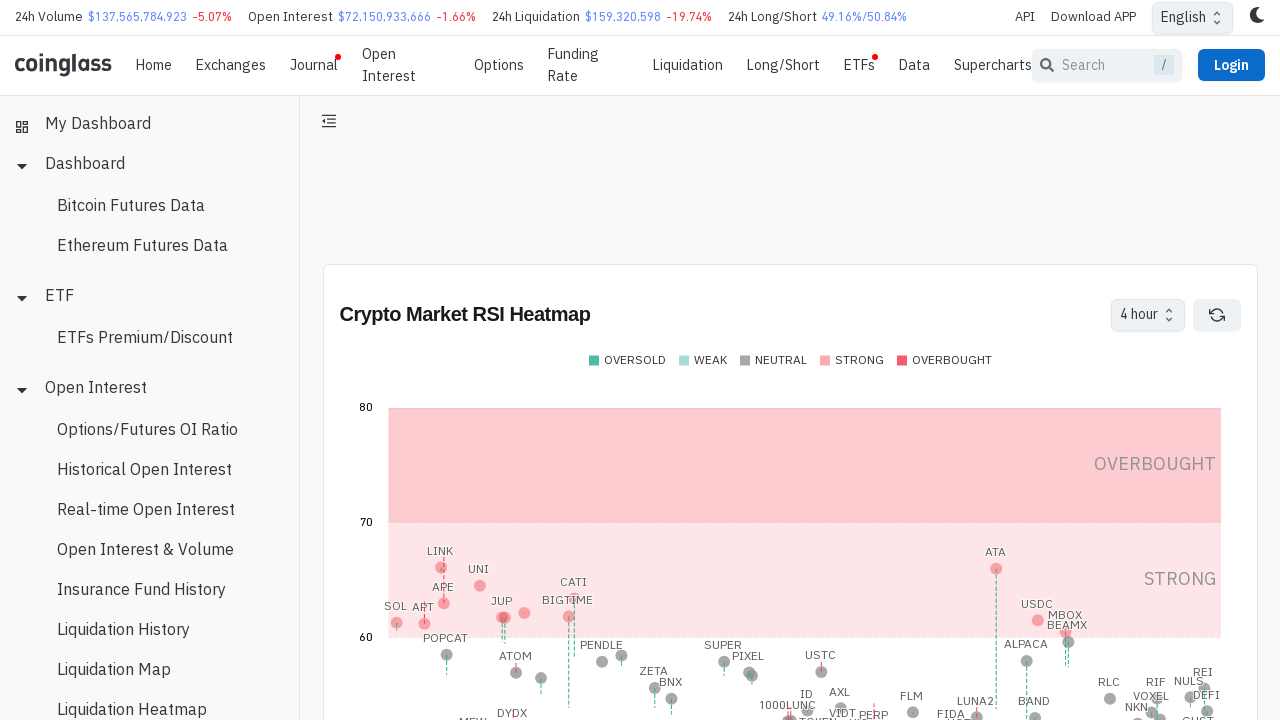 24h Volume $137,565,784,923 -5.07% Open Interest $72,150,933,666 -1.66% 24h Liquidation $159,320,598 -19.74% 24h Long/Short 49.16%/50.84% API Download APP English
coinglass Home Exchanges Journal Open Interest Options Funding Rate Liquidation Long/Short ETFs Data Supercharts Search / Login
My Dashboard
Dashboard
Bitcoin Futures Data
Ethereum Futures Data
ETF
ETFs Premium/Discount
Open Interest
Options/Futures OI Ratio
Historical Open Interest
Real-time Open Interest
Open Interest & Volume
Insurance Fund History
Liquidation History
Liquidation Map
Liquidation Heatmap
Crypto Market RSI Heatmap 4 hour
OVERSOLD WEAK NEUTRAL STRONG OVERBOUGHT
80
OVERBOUGHT
70
LINK ATA
UNI STRONG
APE CATI
SOL APT JUP BIGTIME USDC
MBOX
BEAMX
60
POPCAT PENDLE SUPER ALPACA
ATOM PIXEL USTC
ZETA BNX RLC RIF NULS REI
ID AXL FLM LUNA2 BAND VOXEL DEFI
1000LUNC NKN
DYDX VIDT PERP FIDA